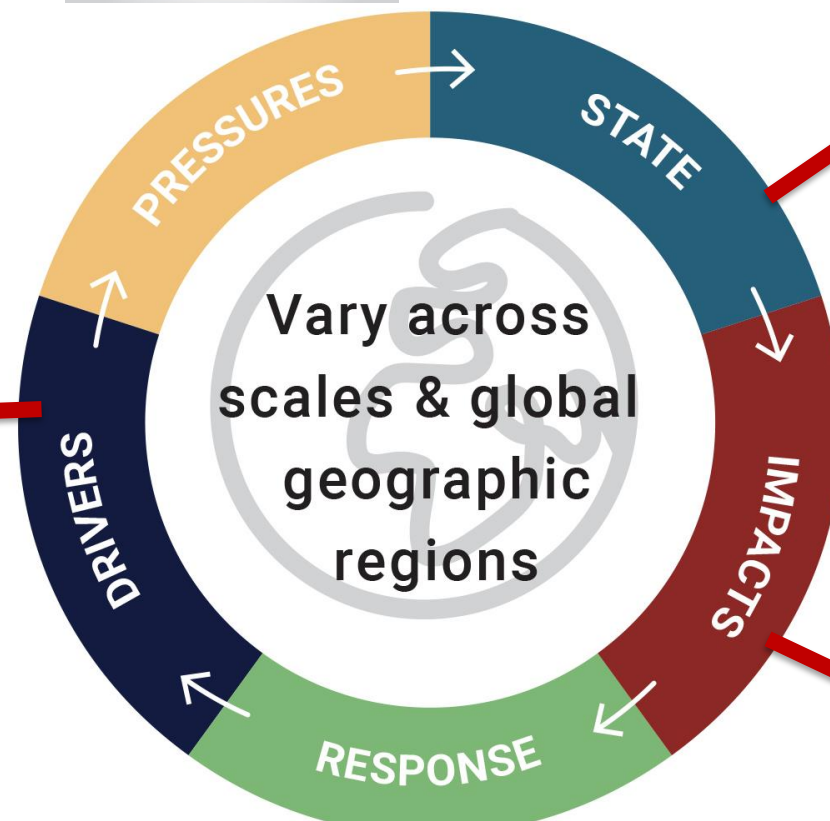 PRESSURES
STATE
IMPACTS
RESPONSE
DRIVERS
Vary across
scales & global
geographic
regions